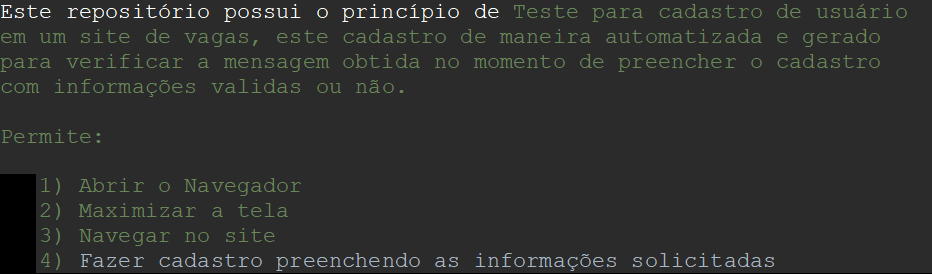 Este repositório possui o princípio de Teste para cadastro de usuário
em um site de vagas, este cadastro de maneira automatizada e gerado
para verificar a mensagem obtida no momento de preencher o cadastro
com informações validas ou não.
Permite:
1) Abrir o Navegador
2) Maximizar a tela
3) Navegar no site
4) Fazer cadastro preenchendo as informações solicitadas